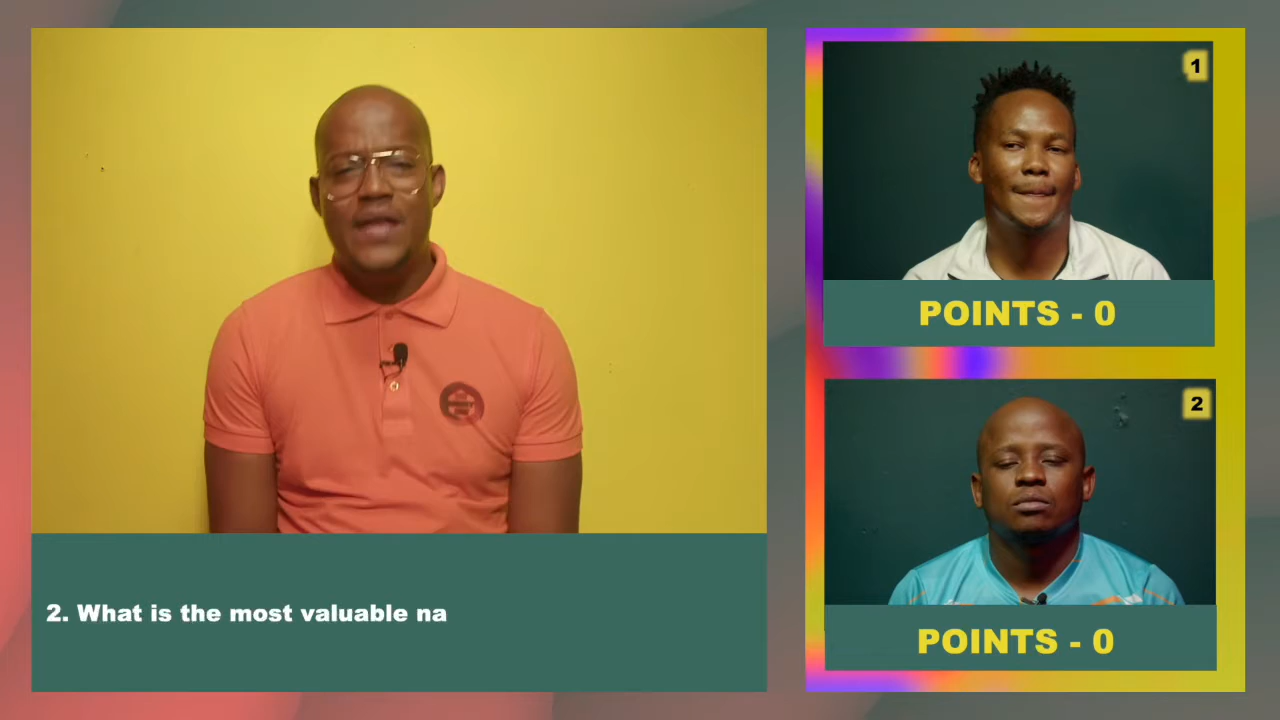 1
POINTS - 0
2
POINTS - 0
2. What is the most valuable na